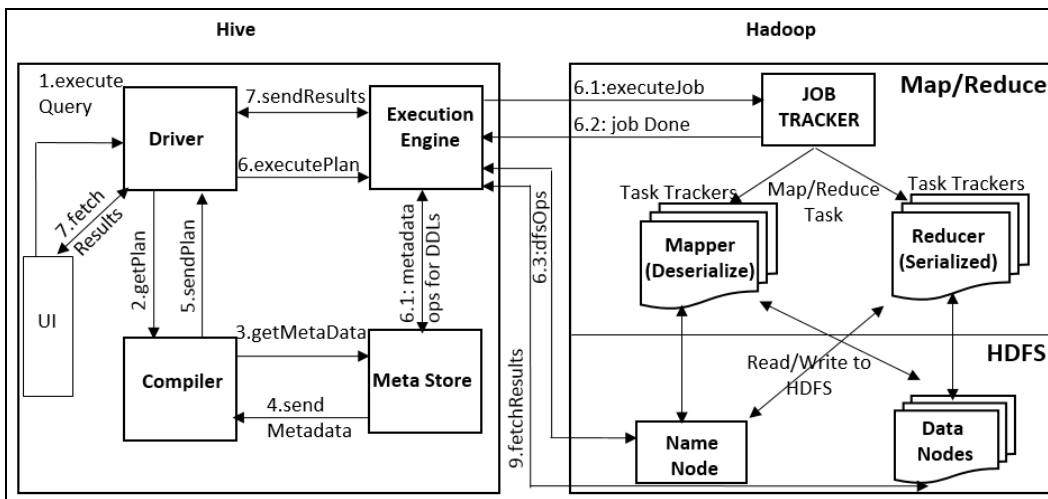 Hive
Hadoop
1.execute
Query
Driver
7.sendResults
6.executePlan
Execution
Engine
7.fetch
Results
2.getPlan
5.sendPlan
6.1: metadata
ops for DDLs
UI
Compiler
3.getMetaData
4.send
Metadata
Meta Store
6.1:executeJob
6.2: job Done
6.3:dfsOps
9.fetchResults
JOB
TRACKER
Map/Reduce
Task Trackers
Map/Reduce
Task
Task Trackers
Mapper
(Deserialize)
Reducer
(Serialized)
HDFS
Read/Write to
HDFS
Name
Node
Data
Nodes